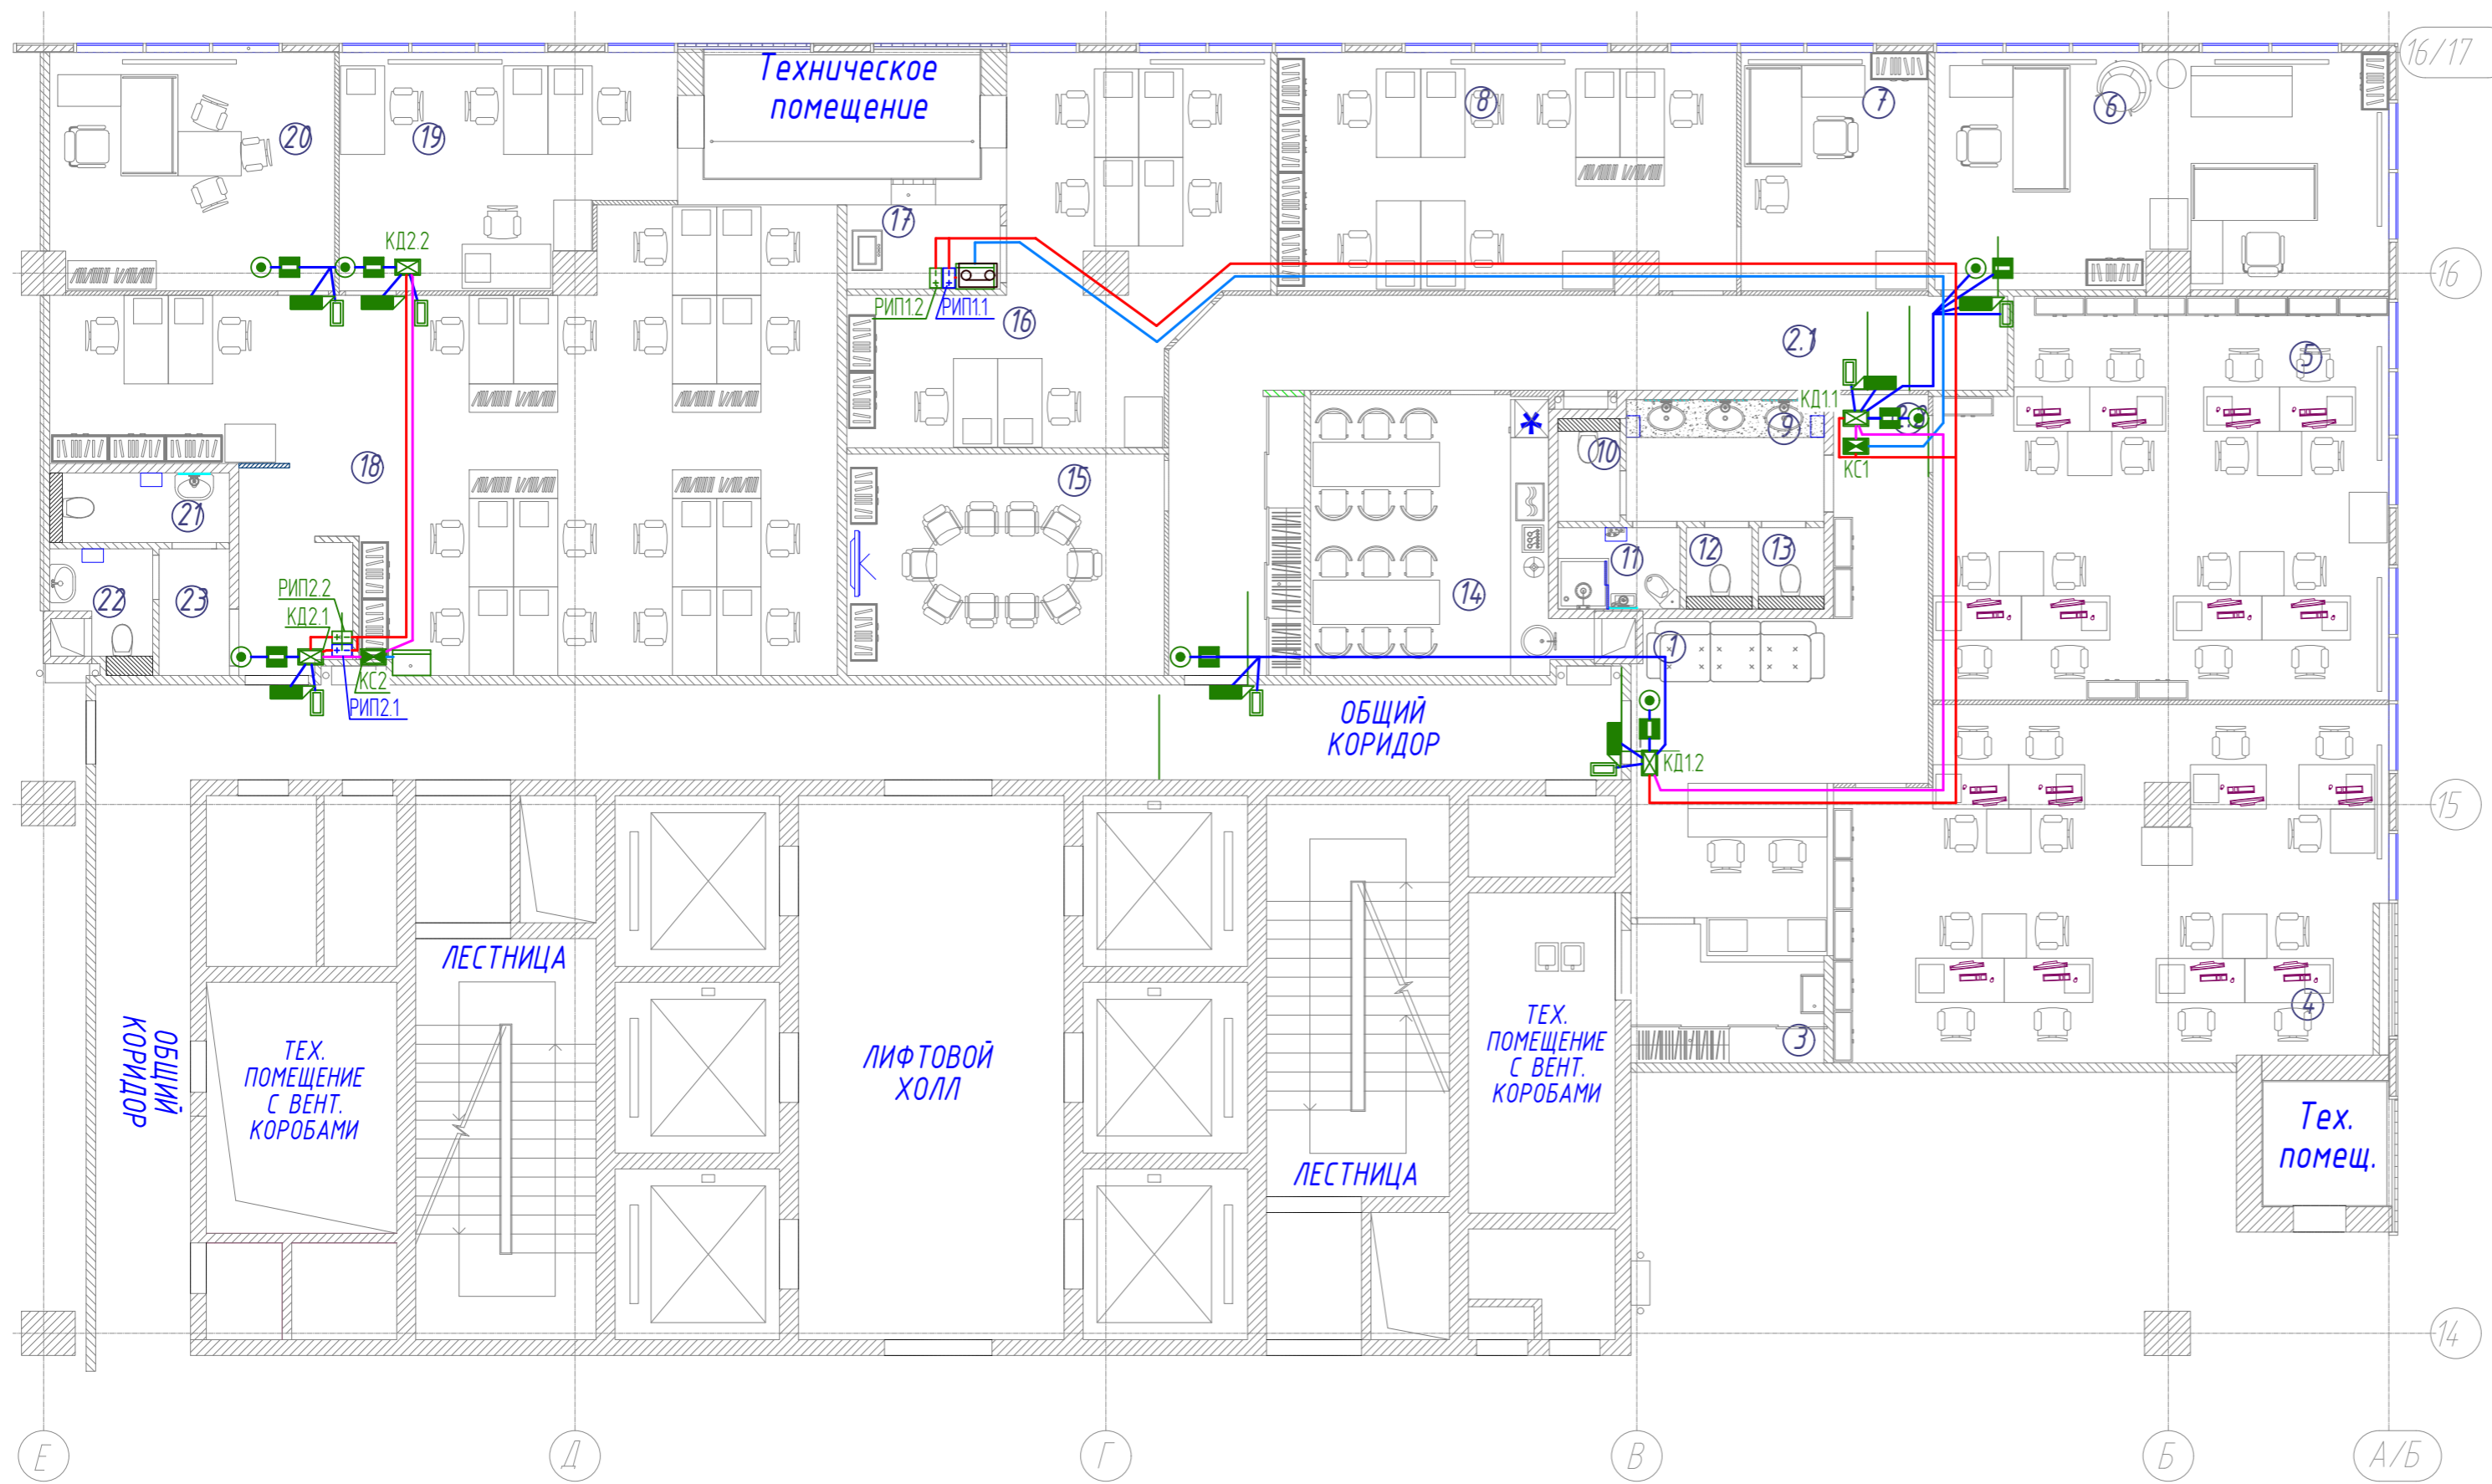 16/17
Техническое
помещение
20
19
8
7
6
17
КД2.2
16
РИП1.2
РИП1.1
16
2.1
5
КД1.1
9
10
КС1
18
15
21
11
12
13
14
22
23
РИП2.2
КД2.1
КС2
РИП2.1
1
ОБЩИЙ
КОРИДОР
КД1.2
15
ЛЕСТНИЦА
ОБЩИЙ
КОРИДОР
ТЕХ.
ПОМЕЩЕНИЕ
С ВЕНТ.
КОРОБАМИ
ЛИФТОВОЙ
ХОЛЛ
ЛЕСТНИЦА
ТЕХ.
ПОМЕЩЕНИЕ
С ВЕНТ.
КОРОБАМИ
3
4
Тех.
помещ.
14
Е
Д
Г
В
Б
А/Б